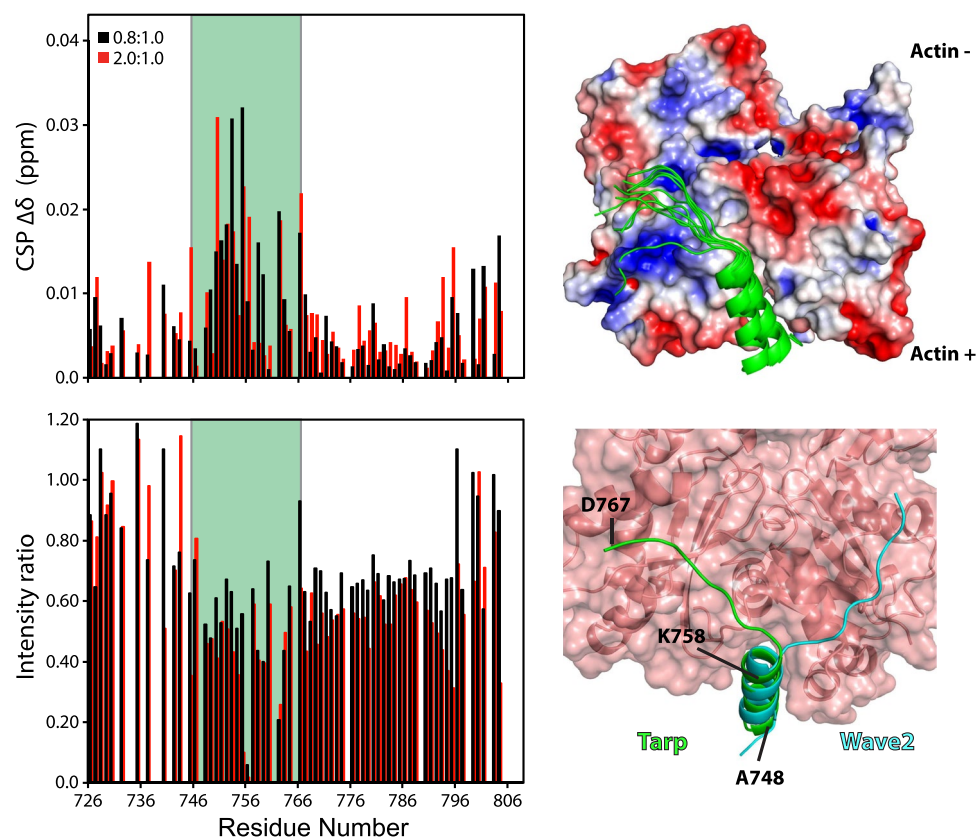 0.04
0.03
0.02
0.01
0.0
CSP Δδ (ppm)
0.8:1.0
2.0:1.0
Actin -
Actin +
1.20
1.00
0.80
0.60
0.40
0.20
0.0
Intensity ratio
726 736 746 756 766 776 786 796 806
Residue Number
D767
K758
Tarp
Wave2
A748